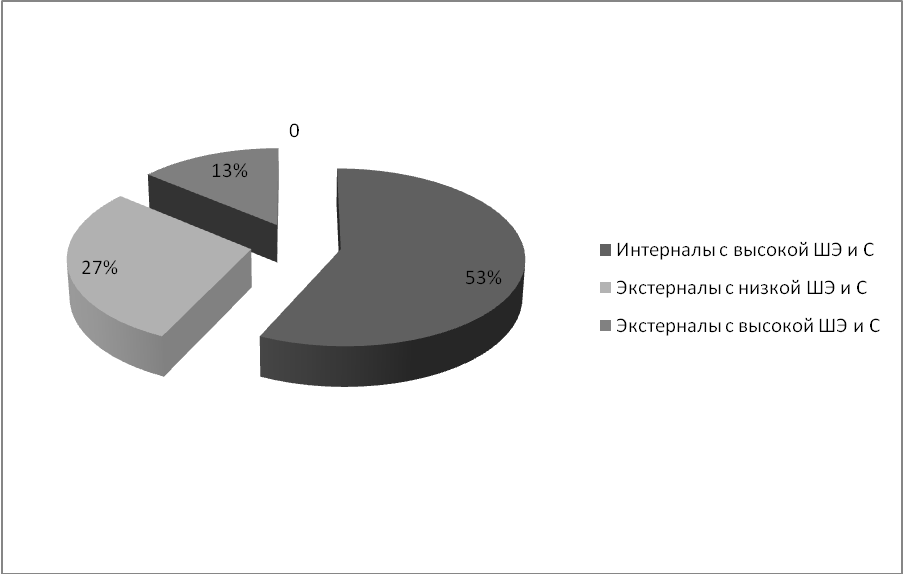 0
13%
27%
53%
Интерналы с высокой ШЭ и С
Экстерналы с низкой ШЭ и С
Экстерналы с высокой ШЭ и С